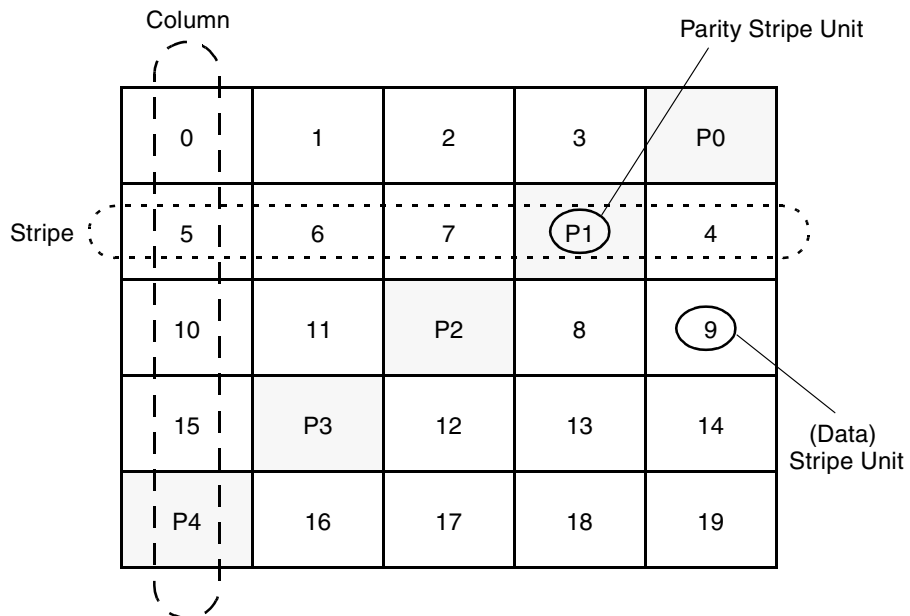 Column
Parity Stripe Unit
0 1 2 3 P0
Stripe 5 6 7 P1 4
10 11 P2 8 9
15 P3 12 13 14
(Data)
Stripe Unit
P4 16 17 18 19